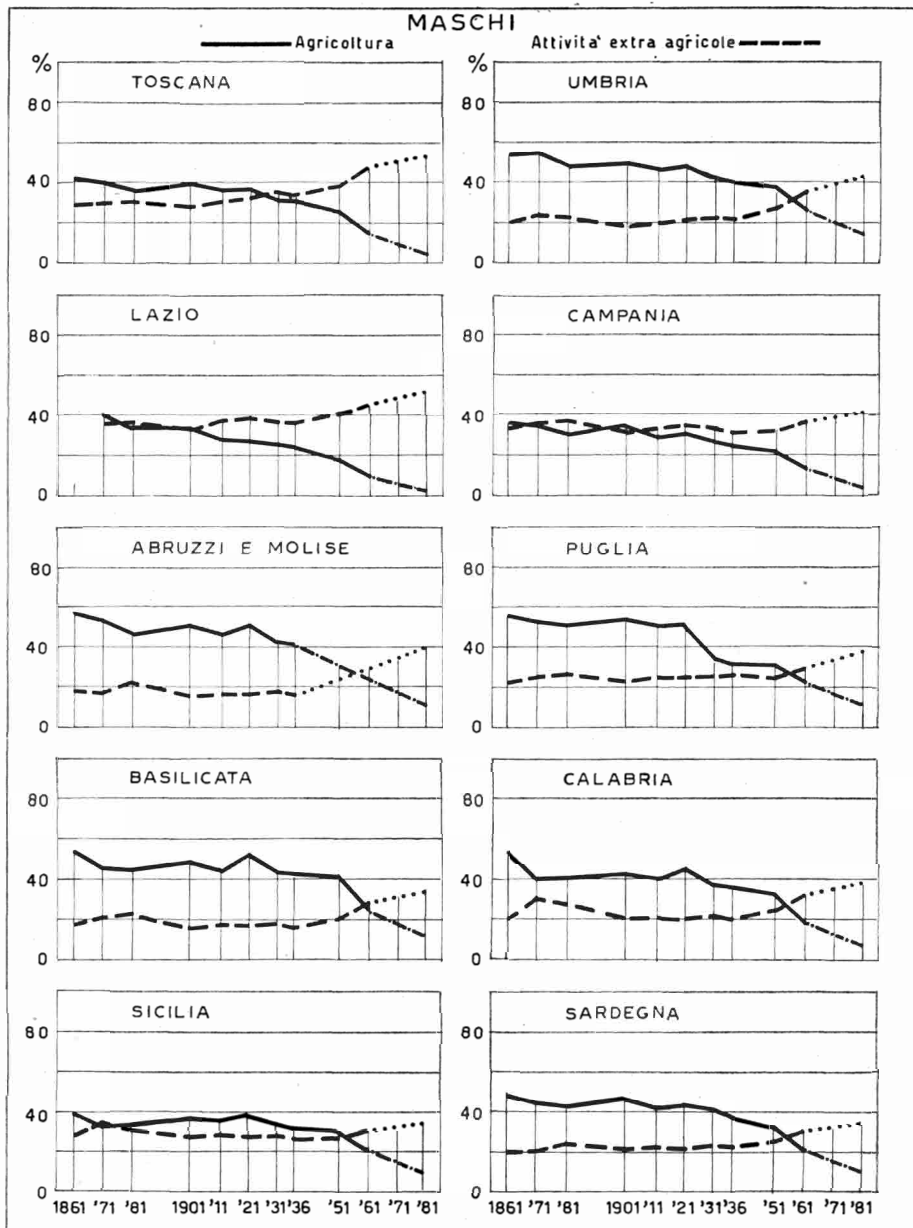 MASCHI
Agricoltura Attivita' extra agricole
%
TOSCANA
80
40
0
UMBRIA
80
40
0
LAZIO
80
40
0
CAMPANIA
80
40
0
ABRUZZI E MOLISE
80
40
0
PUGLIA
80
40
0
BASILICATA
80
40
0
CALABRIA
80
40
0
SICILIA
80
40
0
1861 '71 '81 1901 '11 '21 '31 '36 '51 '61 '71 '81
SARDEGNA
80
40
0
1861 '71 '81 1901 '11 '21 '31 '36 '51 '61 '71 '81